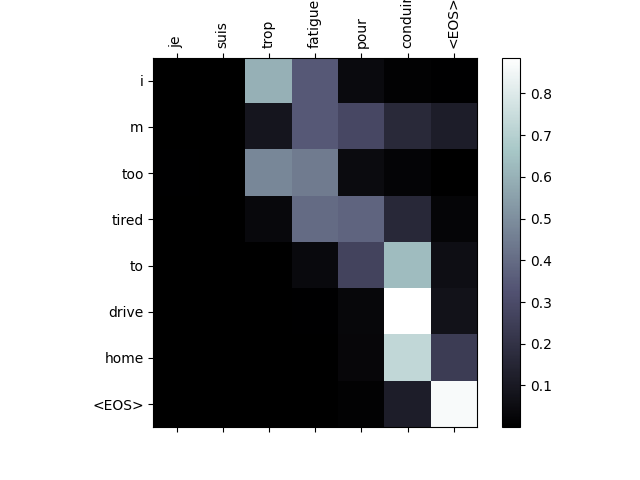 je suis trop fatigue pour conduir <EOS>
i
m
too
tired
to
drive
home
<EOS>
0.8
0.7
0.6
0.5
0.4
0.3
0.2
0.1